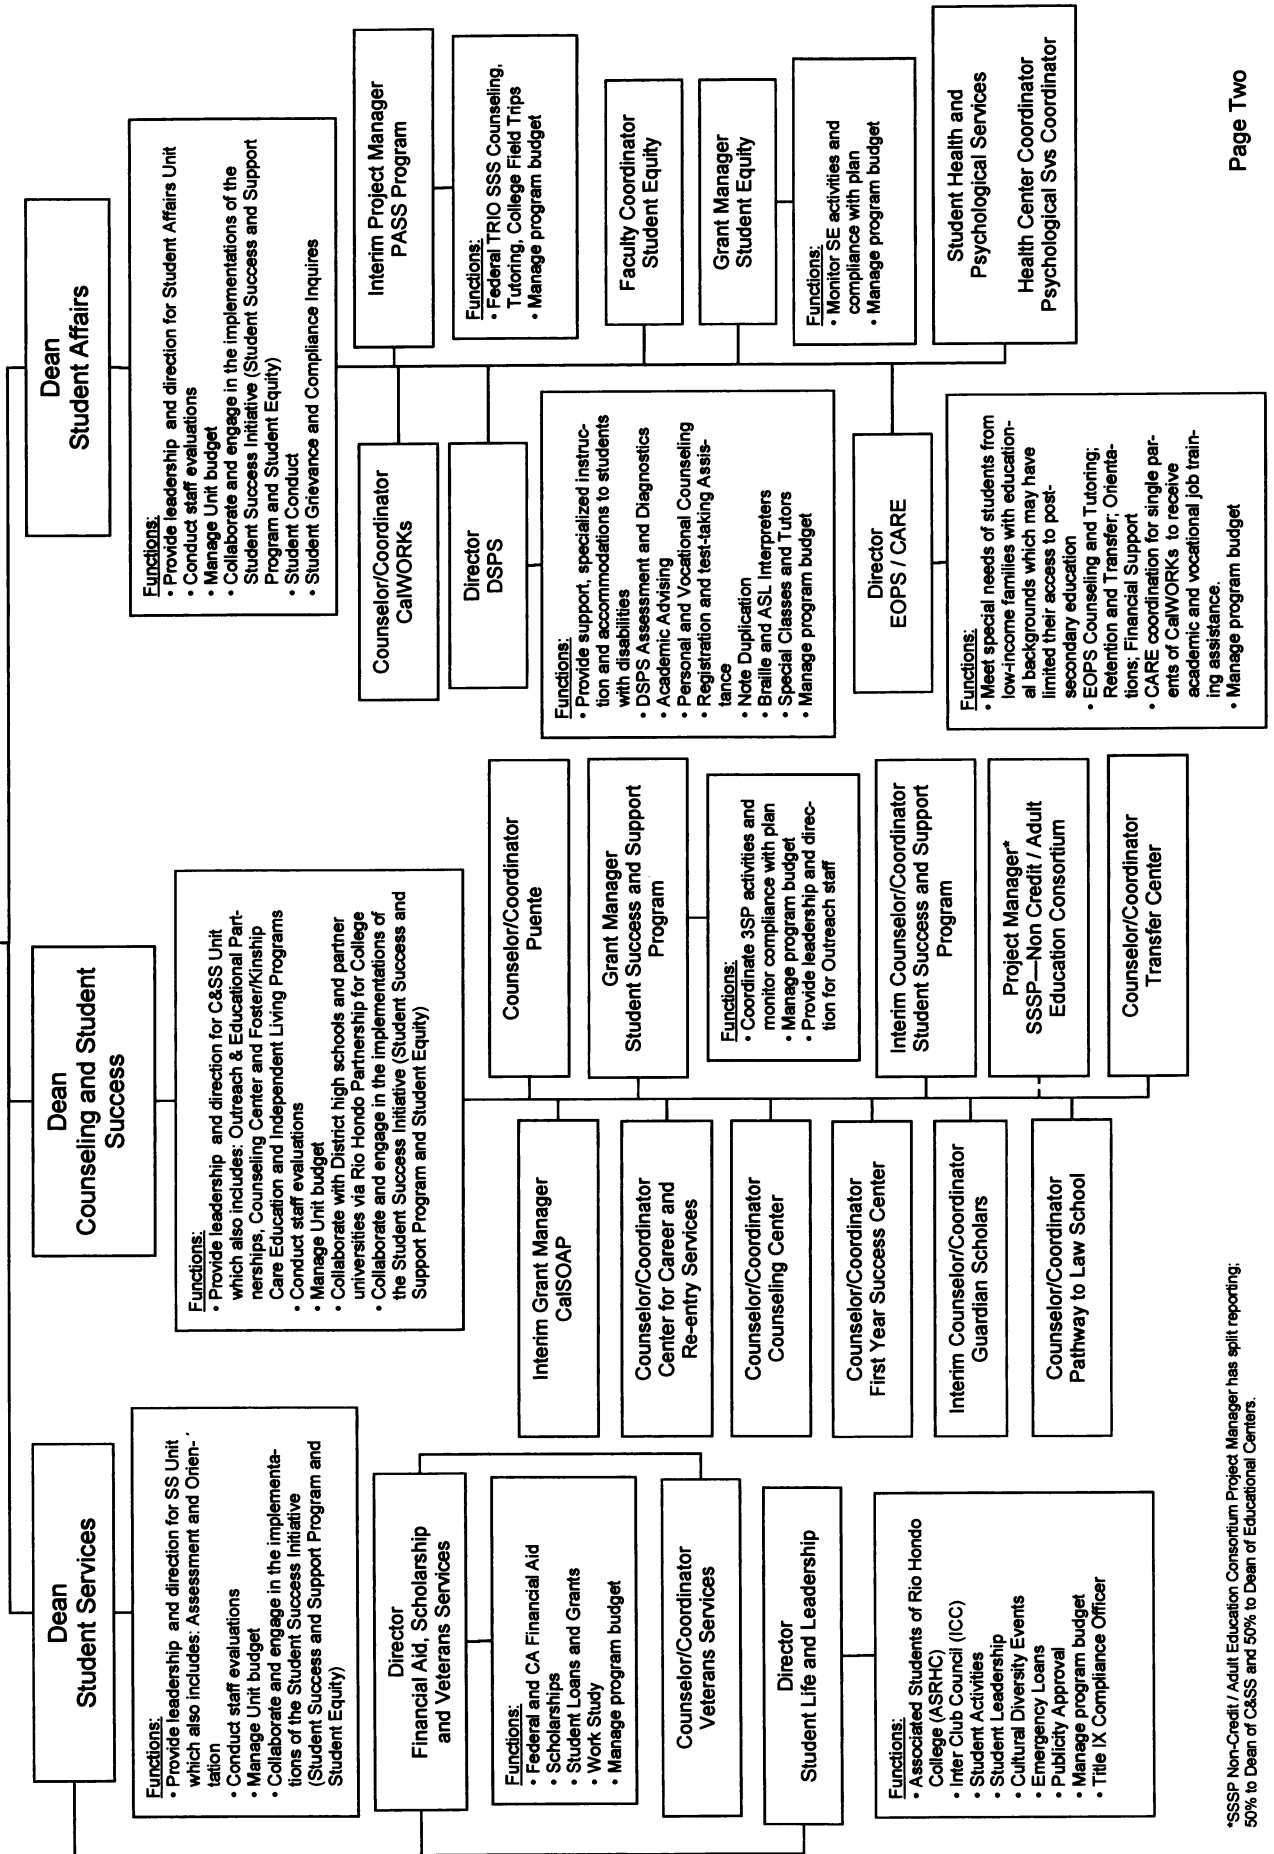 Dean
Student Services
Functions:
• Provide leadership and direction for SS Unit
which also includes: Assessment and Orien-
tation
• Conduct staff evaluations
• Manage Unit budget
• Collaborate and engage in the implementa-
tions of the Student Success Initiative
(Student Success and Support Program and
Student Equity)
Director
Financial Aid, Scholarship
and Veterans Services
Functions:
• Federal and CA Financial Aid
• Scholarships
• Student Loans and Grants
• Work Study
• Manage program budget
Counselor/Coordinator
Veterans Services
Director
Student Life and Leadership
Functions:
• Associated Students of Rio Hondo
College (ASRHC)
• Inter Club Council (ICC)
• Student Activities
• Student Leadership
• Cultural Diversity Events
• Emergency Loans
• Publicity Approval
• Manage program budget
• Title IX Compliance Officer
Dean
Counseling and Student
Success
Functions:
• Provide leadership and direction for C&SS Unit
which also includes: Outreach & Educational Part-
nerships, Counseling Center and Foster/Kinship
Care Education and Independent Living Programs
• Conduct staff evaluations
• Manage Unit budget
• Collaborate with District high schools and partner
universities via Rio Hondo Partnership for College
• Collaborate and engage in the implementations of
the Student Success Initiative (Student Success and
Support Program and Student Equity)
Interim Grant Manager
CalSOAP
Counselor/Coordinator
Center for Career and
Re-entry Services
Counselor/Coordinator
Counseling Center
Counselor/Coordinator
First Year Success Center
Interim Counselor/Coordinator
Guardian Scholars
Counselor/Coordinator
Pathway to Law School
Counselor/Coordinator
Puente
Grant Manager
Student Success and Support
Program
Functions:
• Coordinate 3SP activities and
monitor compliance with plan
• Manage program budget
• Provide leadership and direc-
tion for Outreach staff
Interim Counselor/Coordinator
Student Success and Support
Program
Project Manager*
SSSP—Non Credit / Adult
Education Consortium
Counselor/Coordinator
Transfer Center
Dean
Student Affairs
Functions:
• Provide leadership and direction for Student Affairs Unit
• Conduct staff evaluations
• Manage Unit budget
• Collaborate and engage in the implementations of the
Student Success Initiative (Student Success and Support
Program and Student Equity)
• Student Conduct
• Student Grievance and Compliance Inquires
Counselor/Coordinator
CalWORKs
Director
DSPS
Functions:
• Provide support, specialized instruc-
tion and accommodations to students
with disabilities
• DSPS Assessment and Diagnostics
• Academic Advising
• Personal and Vocational Counseling
• Registration and test-taking Assis-
tance
• Note Duplication
• Braille and ASL Interpreters
• Special Classes and Tutors
• Manage program budget
Director
EOPS / CARE
Functions:
• Meet special needs of students from
low-income families with education-
al backgrounds which may have
limited their access to post-
secondary education
• EOPS Counseling and Tutoring;
Retention and Transfer; Orienta-
tions; Financial Support
• CARE coordination for single par-
ents of CalWORKs to receive
academic and vocational job train-
ing assistance.
• Manage program budget
Interim Project Manager
PASS Program
Functions:
• Federal TRIO SSS Counseling,
Tutoring, College Field Trips
• Manage program budget
Faculty Coordinator
Student Equity
Grant Manager
Student Equity
Functions:
• Monitor SE activities and
compliance with plan
• Manage program budget
Student Health and
Psychological Services
Health Center Coordinator
Psychological Svs Coordinator
*SSSP Non-Credit / Adult Education Consortium Project Manager has split reporting;
50% to Dean of C&SS and 50% to Dean of Educational Centers.
Page Two